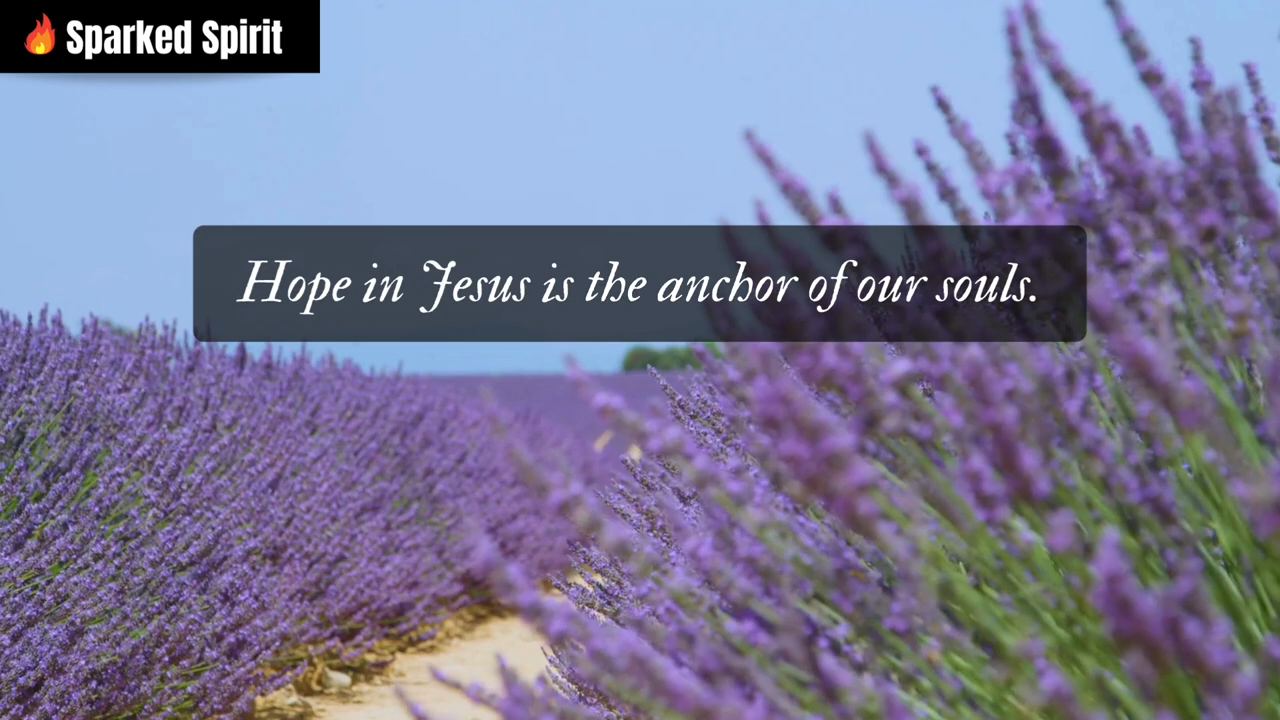 Sparked Spirit
Hope in Jesus is the anchor of our souls.